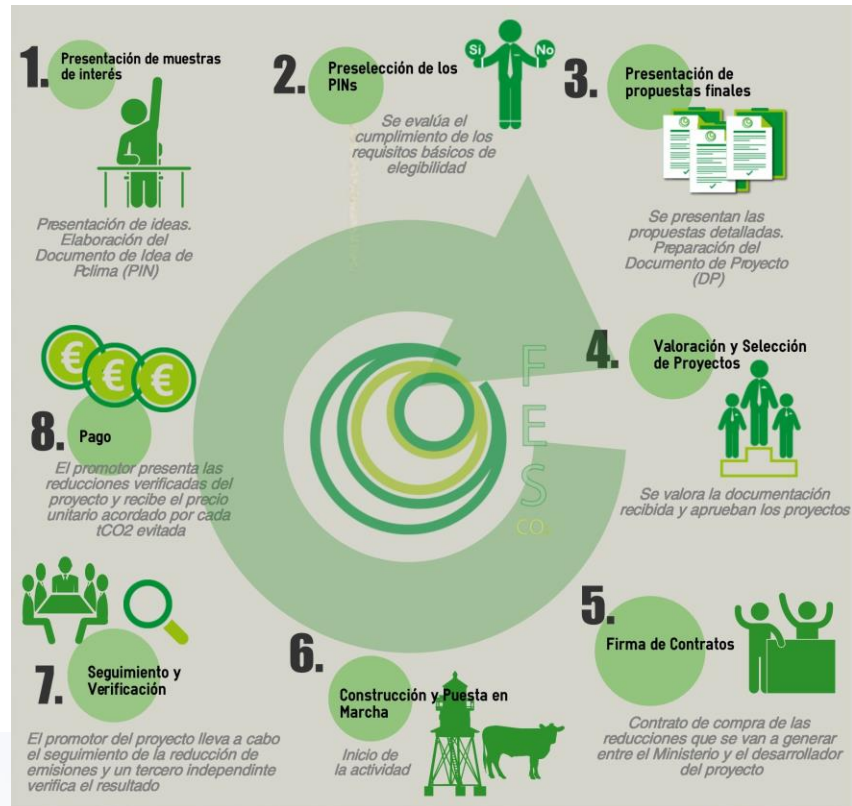 1.
Presentación de muestras
de interés
Presentación de ideas.
Elaboración del
Documento de Idea de
Pclima (PIN)
2.
Preselección de los
PINs
Sí
No
Se evalúa el
cumplimiento de los
requisitos básicos de
elegibilidad
3.
Presentación de
propuestas finales
Se presentan las
propuestas detalladas.
Preparación del
Documento de Proyecto
(DP)
4.
Valoración y Selección
de Proyectos
Se valora la documentación
recibida y aprueban los proyectos
5.
Firma de Contratos
Contrato de compra de las
reducciones que se van a generar
entre el Ministerio y el desarrollador
del proyecto
6.
Construcción y Puesta en
Marcha
Inicio de
la actividad
7.
Seguimiento y
Verificación
El promotor del proyecto lleva a cabo
el seguimiento de la reducción de
emisiones y un tercero independinte
verifica el resultado
8.
Pago
€
€
€
El promotor presenta las
reducciones verificadas del
proyecto y recibe el precio
unitario acordado por cada
tCO2 evitada
F
E
S
CO₂